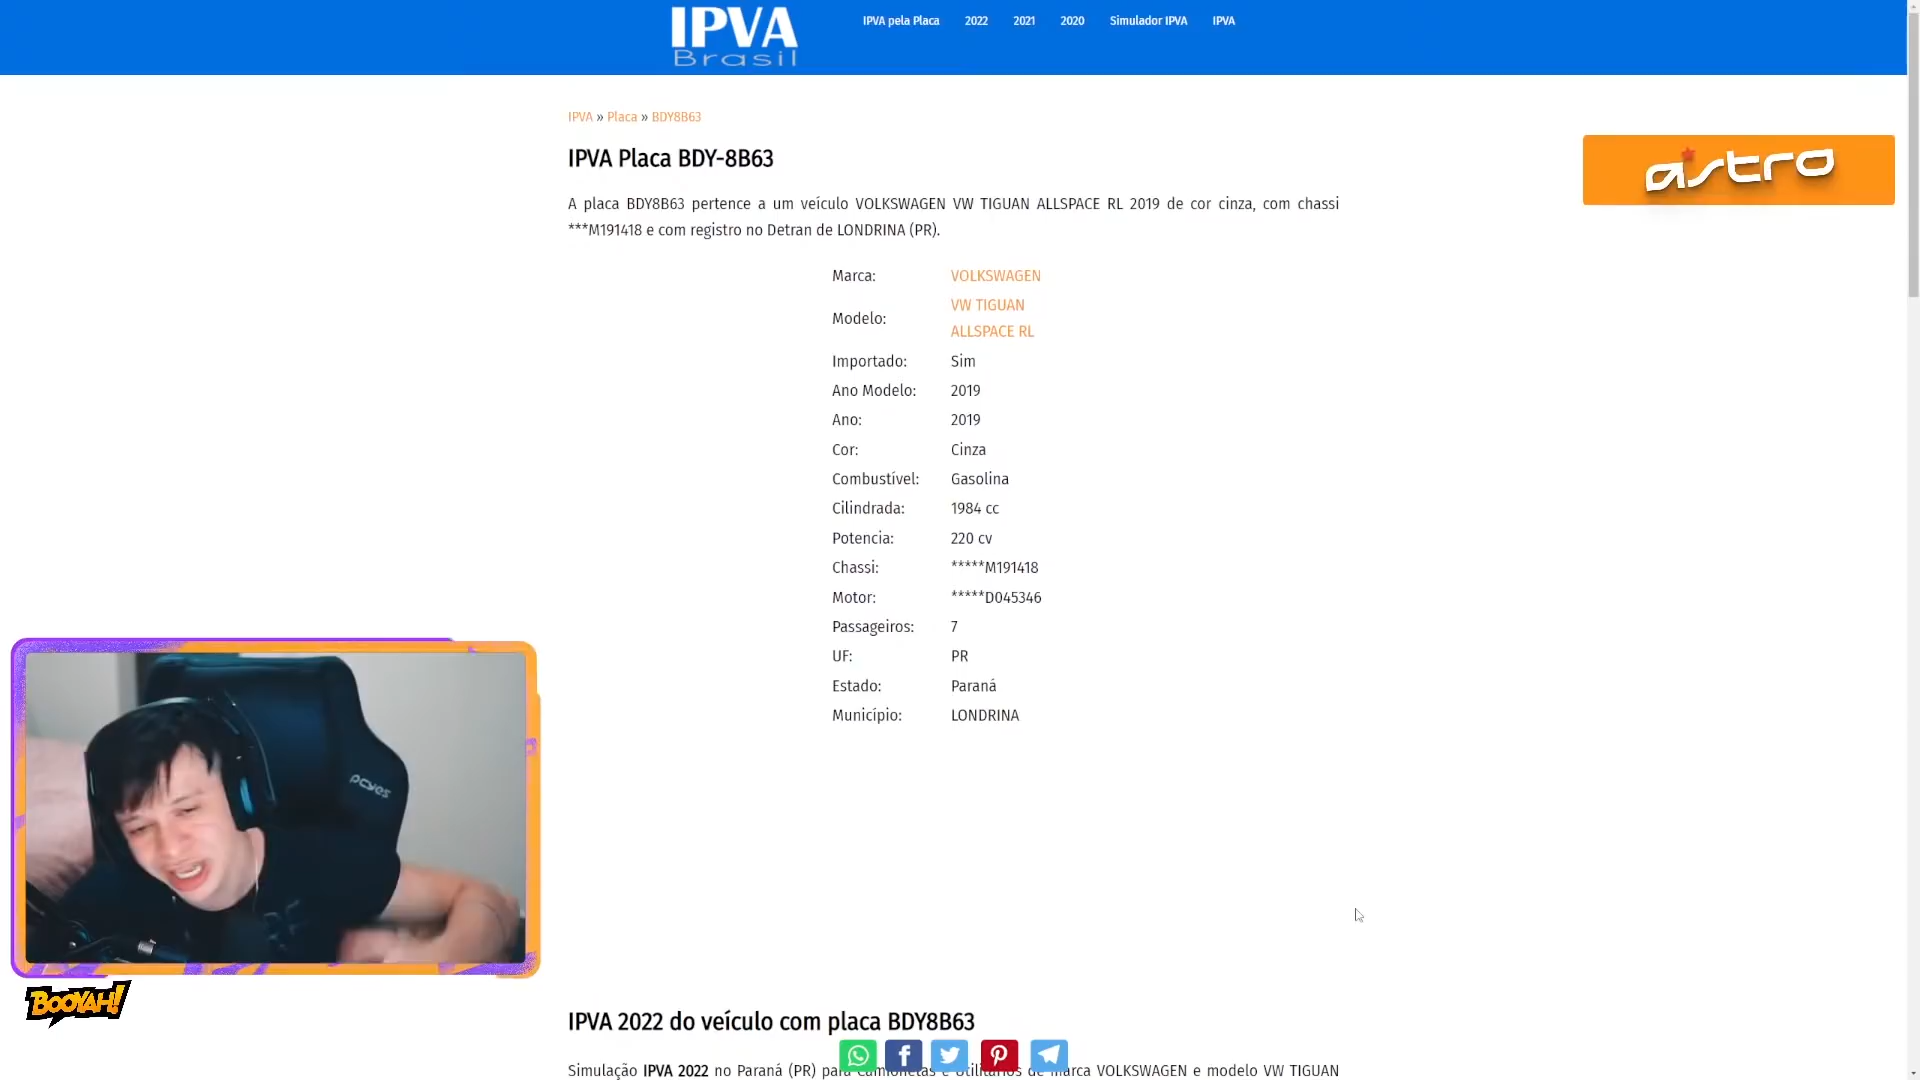 IPVA
Brasil
IPVA pela Placa 2022 2021 2020 Simulador IPVA IPVA
IPVA » Placa » BDY8B63
IPVA Placa BDY-8B63
astro
A placa BDY8B63 pertence a um veículo VOLKSWAGEN VW TIGUAN ALLSPACE RL 2019 de cor cinza, com chassi
***M191418 e com registro no Detran de LONDRINA (PR).
Marca: VOLKSWAGEN
Modelo: VW TIGUAN
ALLSPACE RL
Importado: Sim
Ano Modelo: 2019
Ano: 2019
Cor: Cinza
Combustível: Gasolina
Cilindrada: 1984 cc
Potencia: 220 cv
Chassi: *****M191418
Motor: *****D045346
Passageiros: 7
UF: PR
Estado: Paraná
Município: LONDRINA
pcyes
BOOYAH!
IPVA 2022 do veículo com placa BDY8B63
Simulação IPVA 2022 no Paraná (PR) para Camionetas e Utilitários de marca VOLKSWAGEN e modelo VW TIGUAN